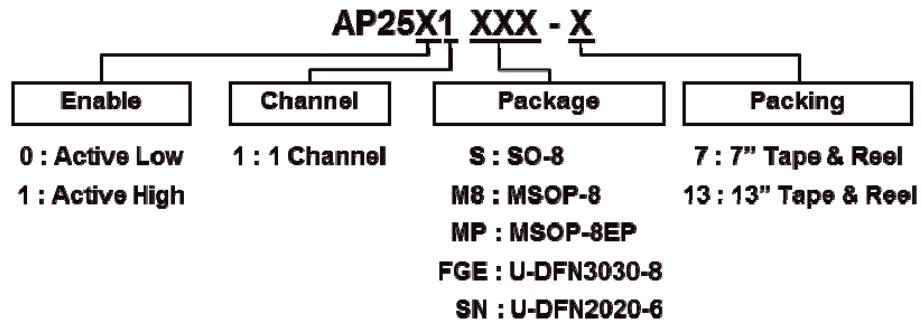 AP25X1 XXX - X
Enable Channel Package Packing
0 : Active Low 1 : 1 Channel S : SO-8 7 : 7” Tape & Reel
1 : Active High M8 : MSOP-8 13 : 13” Tape & Reel
MP : MSOP-8EP
FGE : U-DFN3030-8
SN : U-DFN2020-6